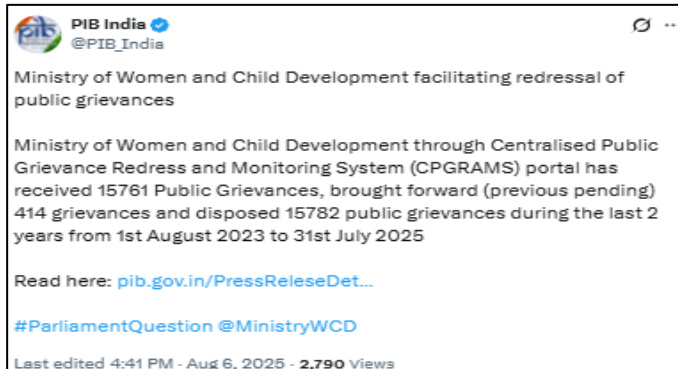 PIB India
@PIB_India
Ministry of Women and Child Development facilitating redressal of
public grievances
Ministry of Women and Child Development through Centralised Public
Grievance Redress and Monitoring System (CPGRAMS) portal has
received 15761 Public Grievances, brought forward (previous pending)
414 grievances and disposed 15782 public grievances during the last 2
years from 1st August 2023 to 31st July 2025
Read here: pib.gov.in/PressReleseDet...
#ParliamentQuestion @MinistryWCD
Last edited 4:41 PM · Aug 6, 2025 · 2,790 Views